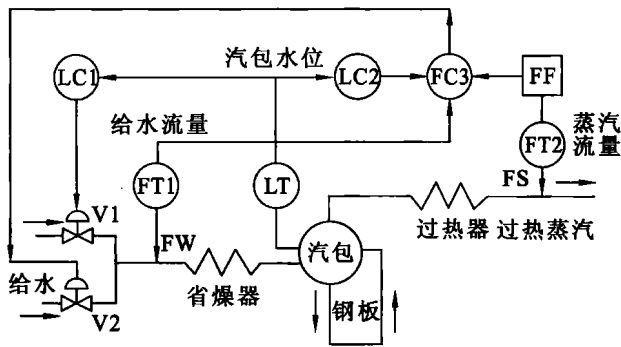 汽包水位
LC1
LC2
FC3
FF
给水流量
蒸汽
流量
FT1
LT
FT2
FS
V1
FW
过热器 过热蒸汽
汽包
给水
省燥器
钢板
V2